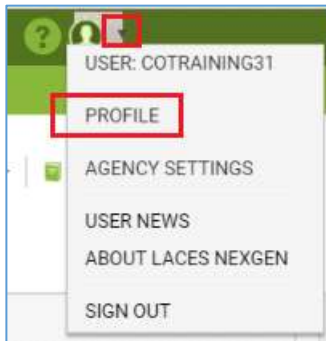 ?
USER: COTRAINING31
PROFILE
AGENCY SETTINGS
USER NEWS
ABOUT LACES NEXGEN
SIGN OUT